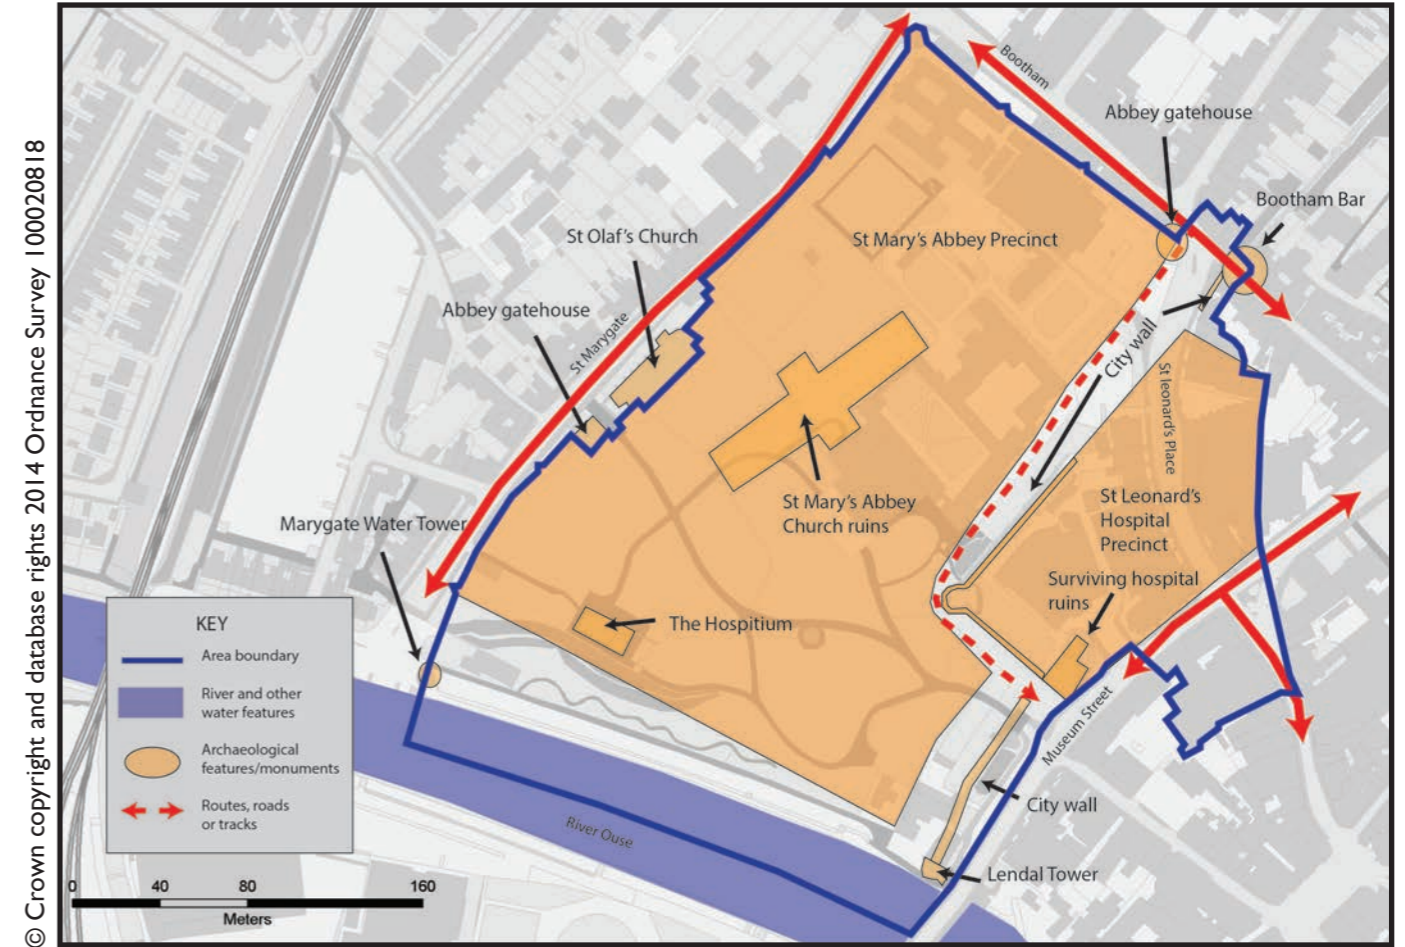 © Crown copyright and database rights 2014 Ordnance Survey 100020818
Bootham
Abbey gatehouse
Bootham Bar
St Olaf's Church
St Mary's Abbey Precinct
Abbey gatehouse
St Marygate
City wall
St leonard's Place
St Mary's Abbey
Church ruins
St Leonard's
Hospital
Precinct
Marygate Water Tower
Surviving hospital
ruins
The Hospitium
KEY
Area boundary
River and other
water features
Archaeological
features/monuments
Routes, roads
or tracks
Museum Street
City wall
River Ouse
Lendal Tower
0 40 80 160
Meters